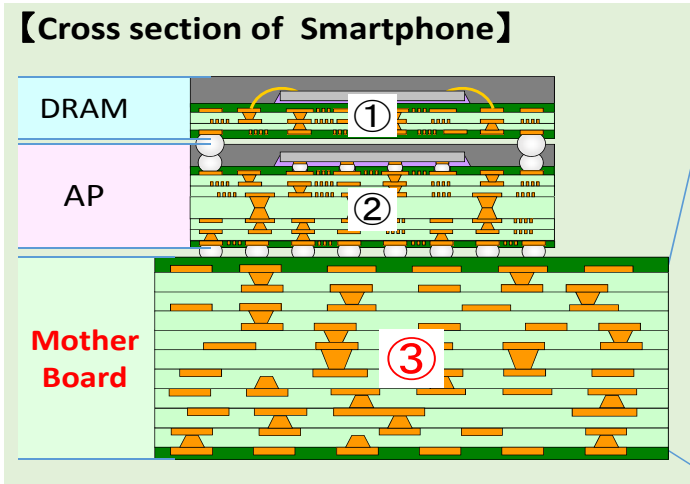 【Cross section of Smartphone】
DRAM
①
AP
②
Mother
Board
③